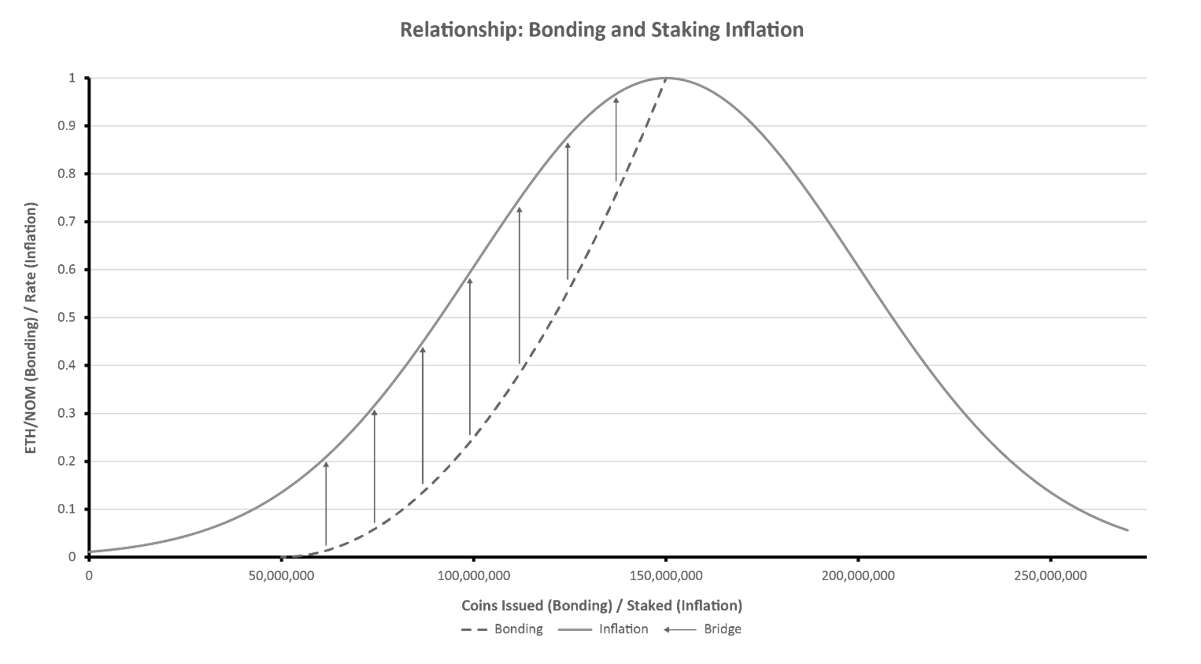 Relationship: Bonding and Staking Inflation
ETH/NOM (Bonding) / Rate (Inflation)
1
0.9
0.8
0.7
0.6
0.5
0.4
0.3
0.2
0.1
0
0 50,000,000 100,000,000 150,000,000 200,000,000 250,000,000
Coins Issued (Bonding) / Staked (Inflation)
Bonding Inflation Bridge